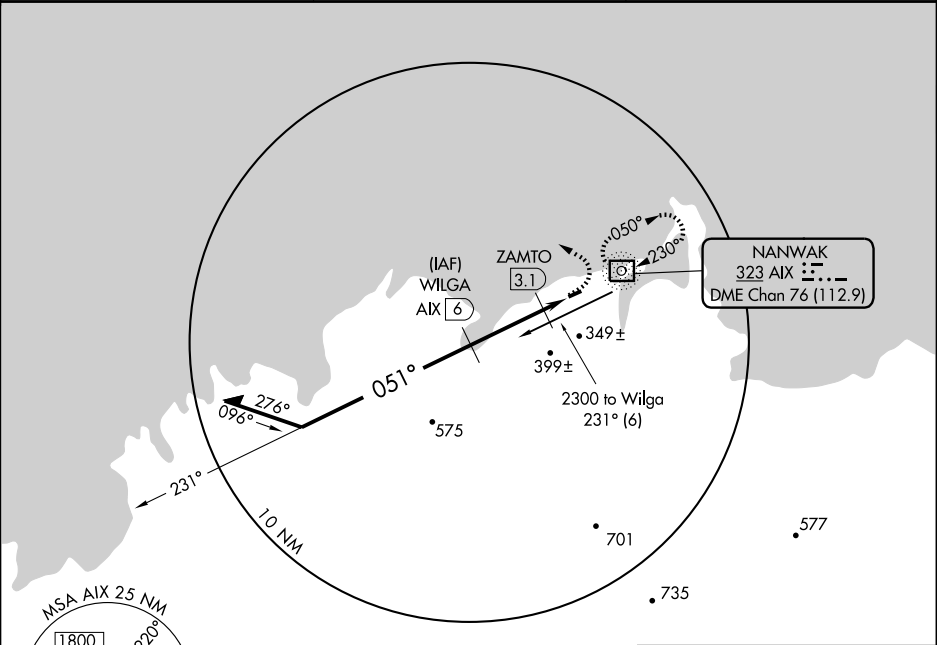 050°
230°
NANWAK
323 AIX
DME Chan 76 (112.9)
(IAF)
WILGA
AIX 6
ZAMTO
3.1
349±
399±
051°
2300 to Wilga
231° (6)
276°
096°
575
231°
10 NM
701
577
735
MSA AIX 25 NM
1800
020°